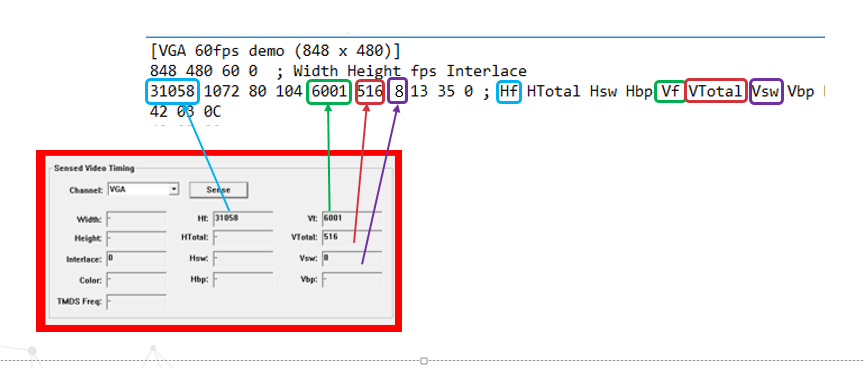 [VGA 60fps demo (848 x 480)]
848 480 60 0 ; Width Height fps Interlace
31058 1072 80 104 6001 516 8 13 35 0 ; Hf HTotal Hsw Hbp Vf VTotal Vsw Vbp
42 03 0C
Sensed Video Timing
Channel: VGA Sense
Width: - Hf: 31058 Vf: 6001
Height: - HTotal: - VTotal: 516
Interlace: 0 Hsw: - Vsw: 8
Color: - Hbp: - Vbp: -
TMDS Freq: -